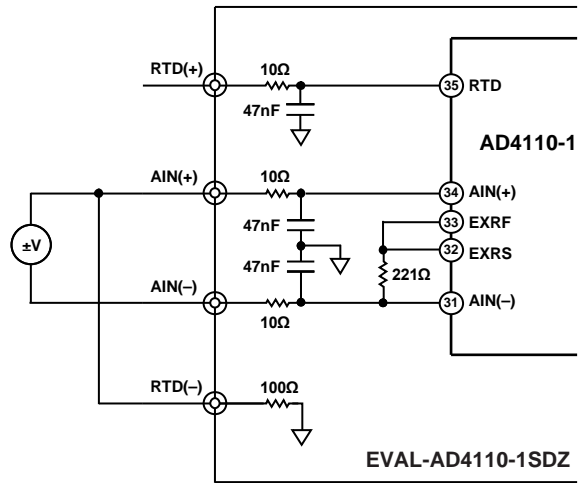 RTD(+)
10Ω
47nF
35 RTD
AD4110-1
AIN(+)
10Ω
34 AIN(+)
47nF
33 EXRF
±V
47nF
32 EXRS
221Ω
AIN(–)
10Ω
31 AIN(–)
RTD(–)
100Ω
EVAL-AD4110-1SDZ